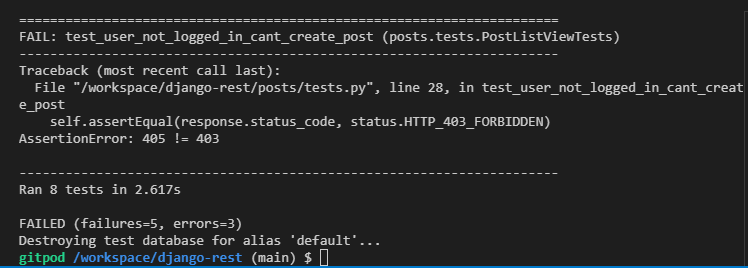 ======================================================================
FAIL: test_user_not_logged_in_cant_create_post (posts.tests.PostListViewTests)
----------------------------------------------------------------------
Traceback (most recent call last):
  File "/workspace/django-rest/posts/tests.py", line 28, in test_user_not_logged_in_cant_creat
e_post
    self.assertEqual(response.status_code, status.HTTP_403_FORBIDDEN)
AssertionError: 405 != 403
----------------------------------------------------------------------
Ran 8 tests in 2.617s
FAILED (failures=5, errors=3)
Destroying test database for alias 'default'...
gitpod /workspace/django-rest (main) $